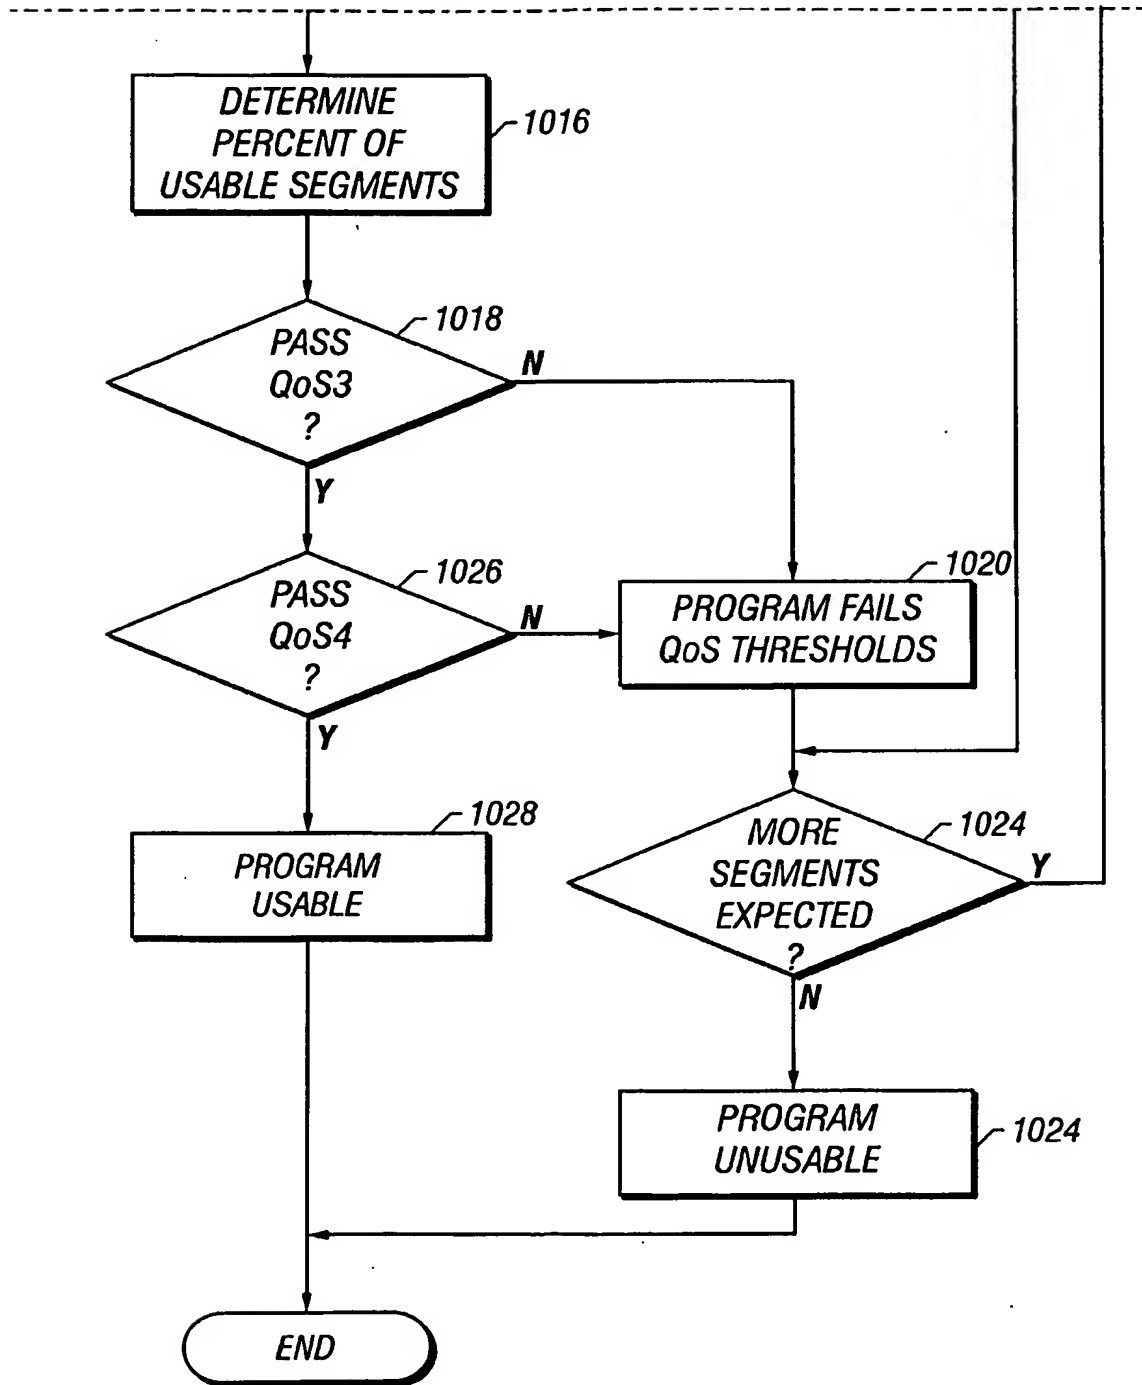 DETERMINE
PERCENT OF
USABLE SEGMENTS
1016
PASS
QoS3
?
1018
N
Y
PASS
QoS4
?
1026
N
Y
PROGRAM FAILS
QoS THRESHOLDS
1020
PROGRAM
USABLE
1028
MORE
SEGMENTS
EXPECTED
?
1024
Y
N
PROGRAM
UNUSABLE
1024
END